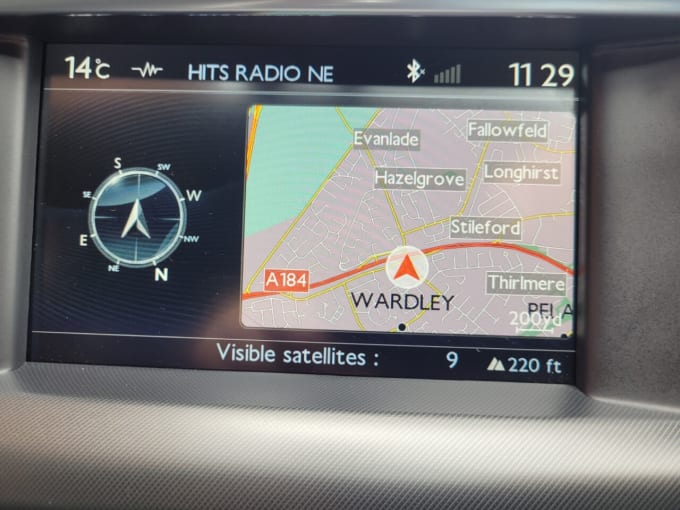 14°C HITS RADIO NE 11 29
Evanlade
Fallowfeld
Hazelgrove
Longhirst
Stileford
S
SW
W
NW
N
NE
E
SE
A184
Thirlmere
WARDLEY
200yd
Visible satellites : 9 220 ft